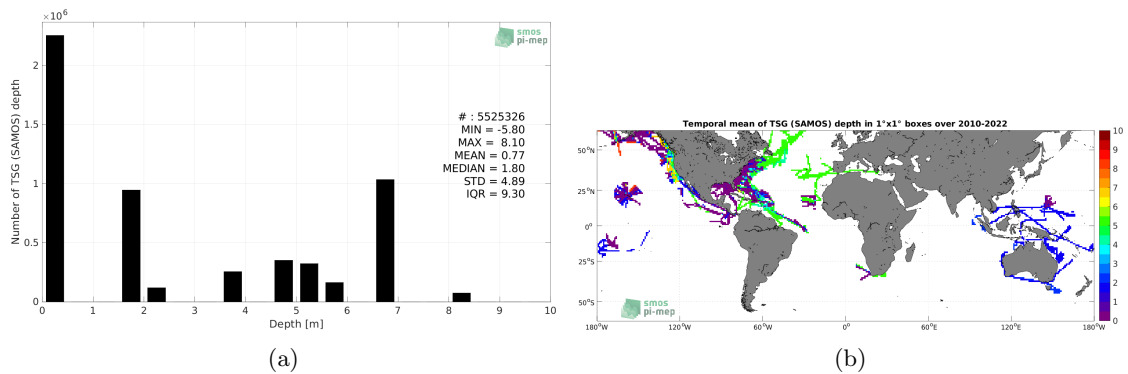 ×10⁶
smos
pi-mep
2
1.5
1
0.5
0
Number of TSG (SAMOS) depth
# : 5525326
MIN = -5.80
MAX = 8.10
MEAN = 0.77
MEDIAN = 1.80
STD = 4.89
IQR = 9.30
0 1 2 3 4 5 6 7 8 9 10
Depth [m]
(a)
Temporal mean of TSG (SAMOS) depth in 1°x1° boxes over 2010-2022
50°N
25°N
0°
25°S
50°S
smos
pi-mep
180°W 120°W 60°W 0° 60°E 120°E 180°E
10
9
8
7
6
5
4
3
2
1
0
(b)